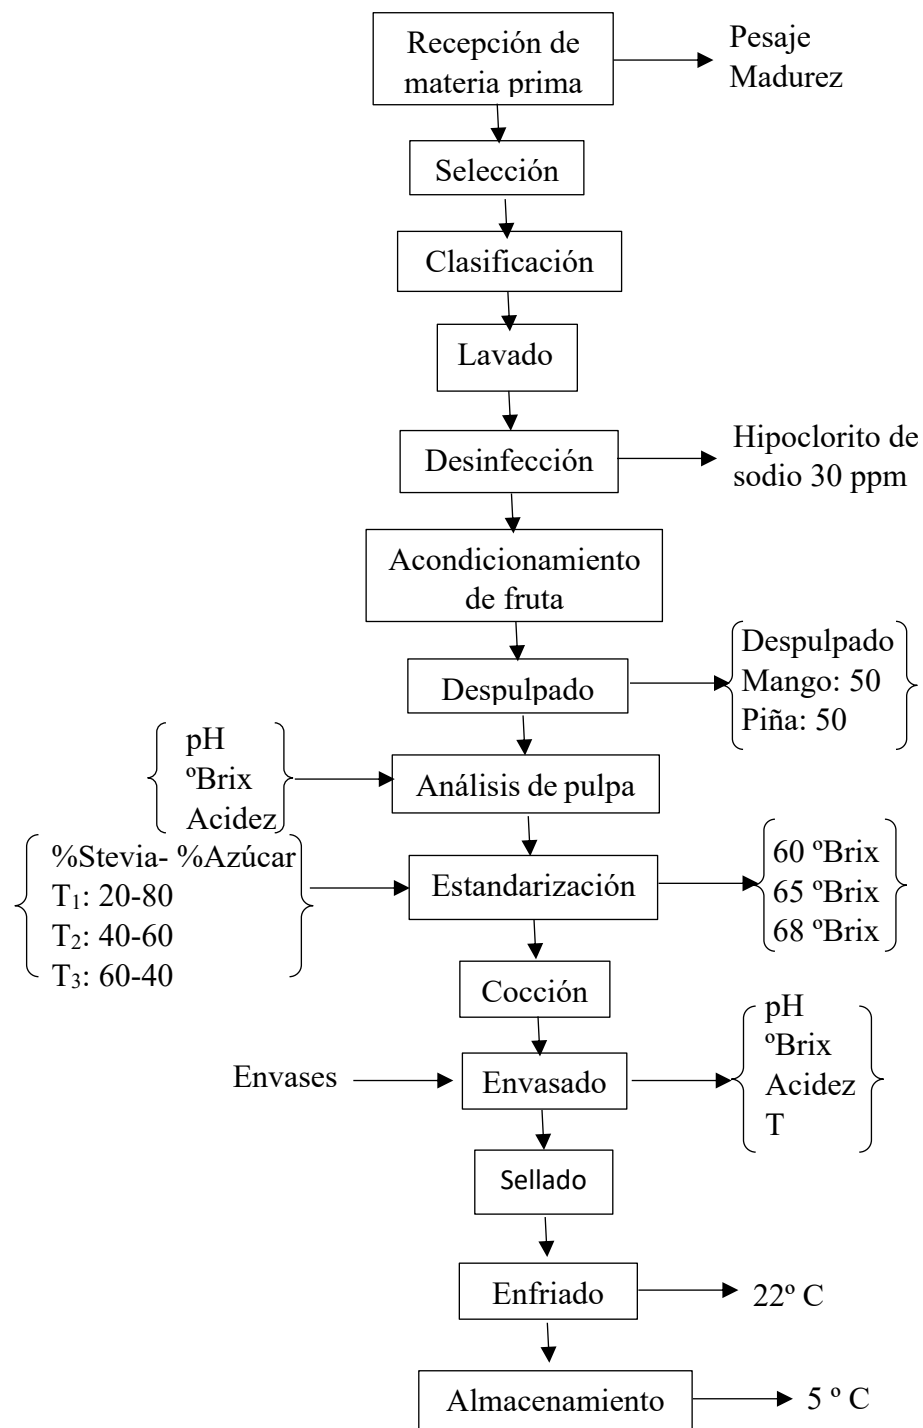 Recepción de
materia prima
Pesaje
Madurez
Selección
Clasificación
Lavado
Desinfección
Hipoclorito de
sodio 30 ppm
Acondicionamiento
de fruta
Despulpado
Despulpado
Mango: 50
Piña: 50
pH
ºBrix
Acidez
Análisis de pulpa
%Stevia- %Azúcar
T₁: 20-80
T₂: 40-60
T₃: 60-40
Estandarización
60 ºBrix
65 ºBrix
68 ºBrix
Cocción
Envases
Envasado
pH
ºBrix
Acidez
T
Sellado
Enfriado
22º C
Almacenamiento
5 º C